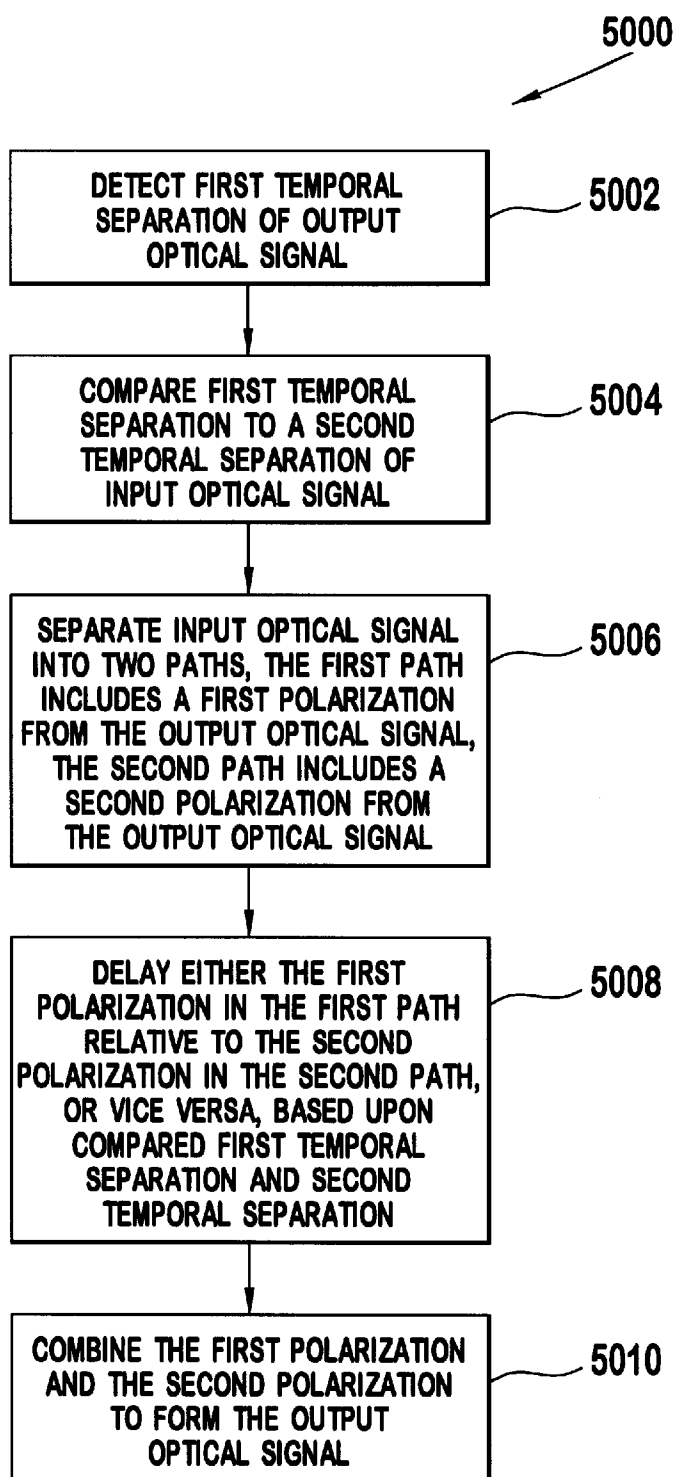 5000
DETECT FIRST TEMPORAL
SEPARATION OF OUTPUT
OPTICAL SIGNAL
5002
COMPARE FIRST TEMPORAL
SEPARATION TO A SECOND
TEMPORAL SEPARATION OF
INPUT OPTICAL SIGNAL
5004
SEPARATE INPUT OPTICAL SIGNAL
INTO TWO PATHS, THE FIRST PATH
INCLUDES A FIRST POLARIZATION
FROM THE OUTPUT OPTICAL SIGNAL,
THE SECOND PATH INCLUDES A
SECOND POLARIZATION FROM
THE OUTPUT OPTICAL SIGNAL
5006
DELAY EITHER THE FIRST
POLARIZATION IN THE FIRST PATH
RELATIVE TO THE SECOND
POLARIZATION IN THE SECOND PATH,
OR VICE VERSA, BASED UPON
COMPARED FIRST TEMPORAL
SEPARATION AND SECOND
TEMPORAL SEPARATION
5008
COMBINE THE FIRST POLARIZATION
AND THE SECOND POLARIZATION
TO FORM THE OUTPUT
OPTICAL SIGNAL
5010